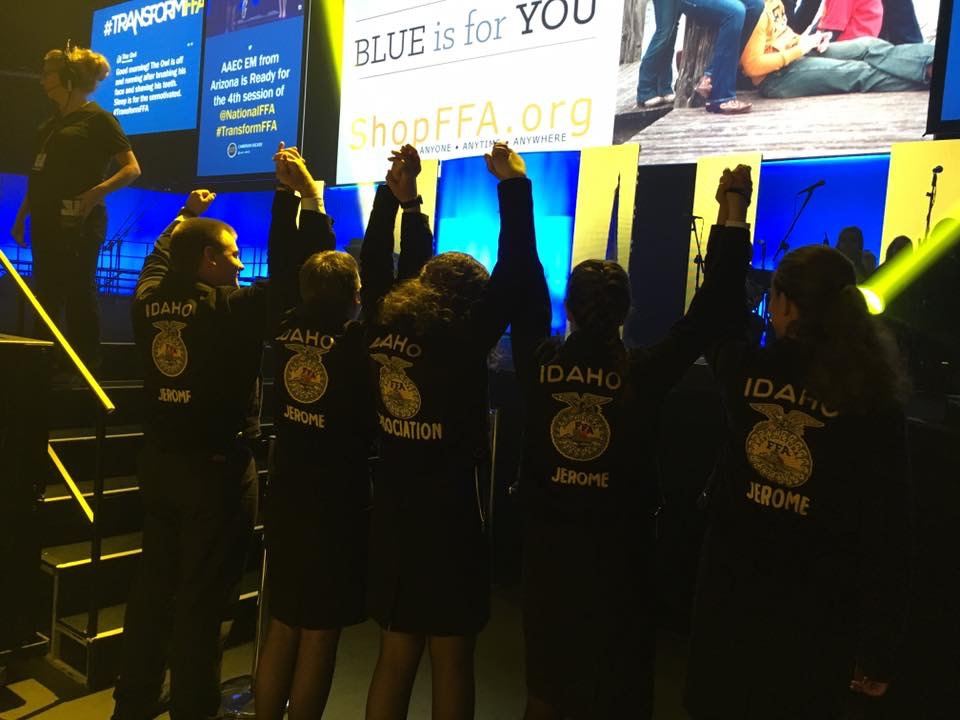 #TRANSFORMFFA
Good morning! The Owl is off
and running after brushing his
face and shaving his teeth.
Sleep is for the unmotivated.
#TransformFFA
AAEC EM from
Arizona is Ready for
the 4th session of
@NationalFFA
#TransformFFA
BLUE is for YOU
ShopFFA.org
ANYONE • ANYTIME • ANYWHERE
IDAHO
JEROME
IDAHO
JEROME
IDAHO
FFA
ASSOCIATION
IDAHO
JEROME
IDAHO
FFA
JEROME